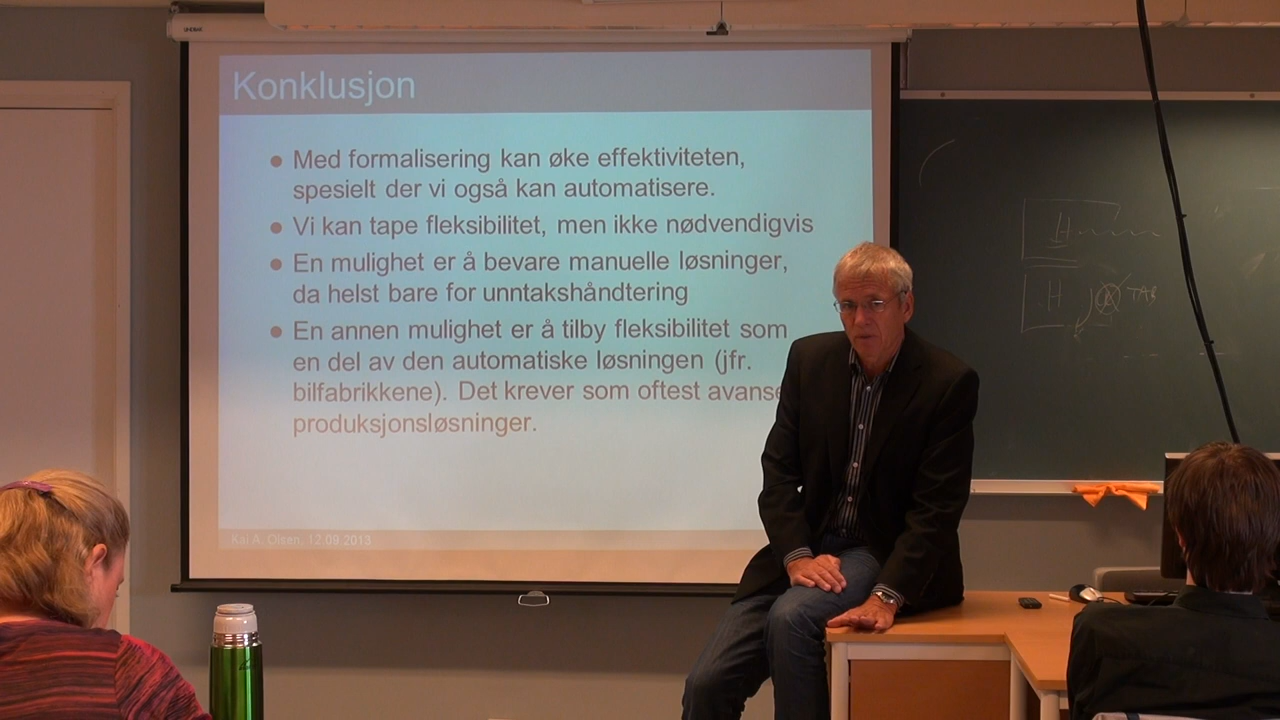 Konklusjon
Med formalisering kan øke effektiviteten,
spesielt der vi også kan automatisere.
Vi kan tape fleksibilitet, men ikke nødvendigvis
En mulighet er å bevare manuelle løsninger,
da helst bare for unntakshåndtering
En annen mulighet er å tilby fleksibilitet som
en del av den automatiske løsningen (jfr.
bilfabrikkene). Det krever som oftest avanse
produksjonsløsninger.
Kai A. Olsen, 12.09.2013
H
H A TAB